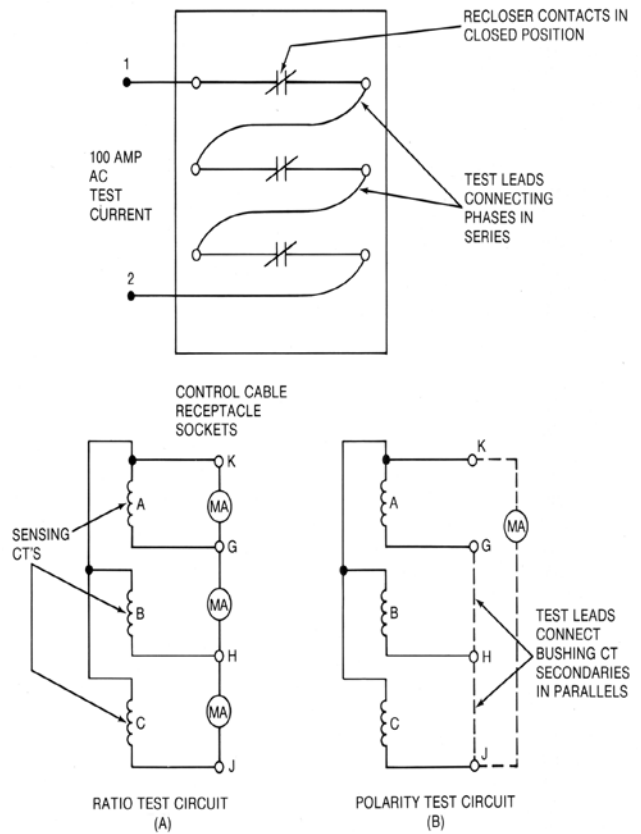 RECLOSER CONTACTS IN
CLOSED POSITION
1
100 AMP
AC
TEST
CURRENT
TEST LEADS
CONNECTING
PHASES IN
SERIES
2
CONTROL CABLE
RECEPTACLE
SOCKETS
K
A
MA
G
SENSING
CT'S
B
MA
H
C
MA
J
RATIO TEST CIRCUIT
(A)
K
A
MA
G
B
H
TEST LEADS
CONNECT
BUSHING CT
SECONDARIES
IN PARALLELS
C
J
POLARITY TEST CIRCUIT
(B)